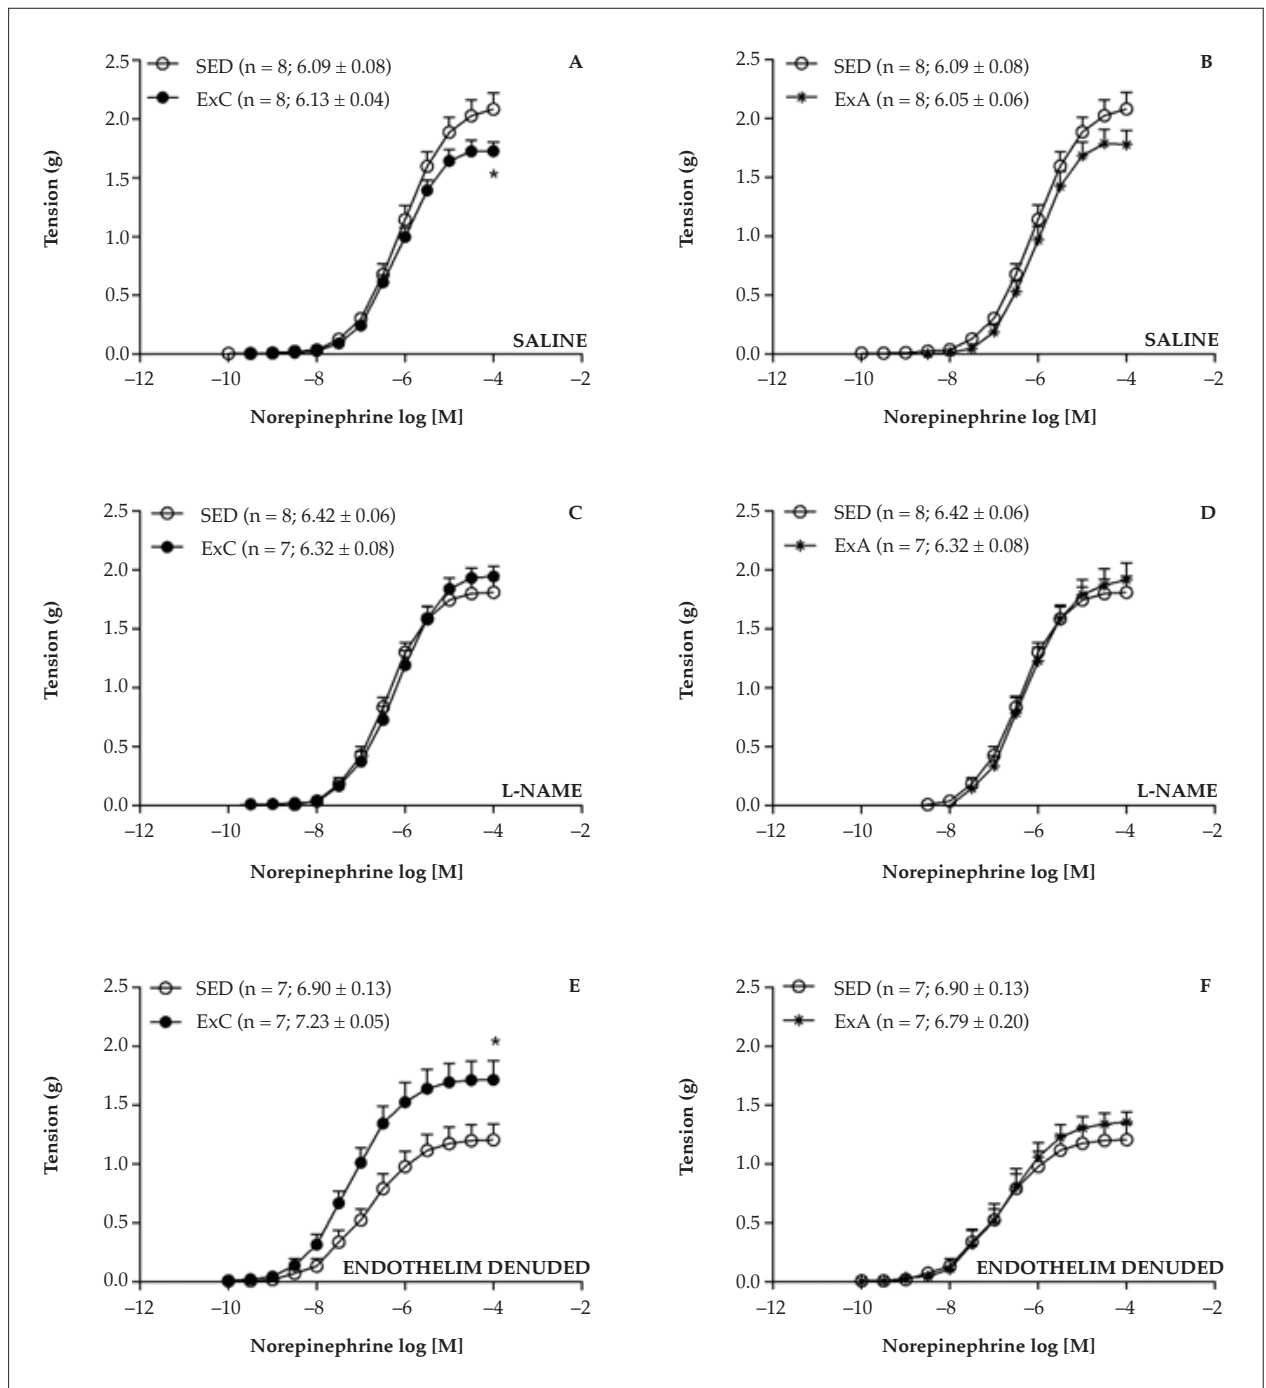 A
SED (n = 8; 6.09 ± 0.08)
ExC (n = 8; 6.13 ± 0.04)
2.5
2.0
1.5
1.0
0.5
0.0
Tension (g)
*
SALINE
–12 –10 –8 –6 –4 –2
Norepinephrine log [M]
B
SED (n = 8; 6.09 ± 0.08)
ExA (n = 8; 6.05 ± 0.06)
2.5
2.0
1.5
1.0
0.5
0.0
Tension (g)
SALINE
–12 –10 –8 –6 –4 –2
Norepinephrine log [M]
C
SED (n = 8; 6.42 ± 0.06)
ExC (n = 7; 6.32 ± 0.08)
2.5
2.0
1.5
1.0
0.5
0.0
Tension (g)
L-NAME
–12 –10 –8 –6 –4 –2
Norepinephrine log [M]
D
SED (n = 8; 6.42 ± 0.06)
ExA (n = 7; 6.32 ± 0.08)
2.5
2.0
1.5
1.0
0.5
0.0
Tension (g)
L-NAME
–12 –10 –8 –6 –4 –2
Norepinephrine log [M]
E
SED (n = 7; 6.90 ± 0.13)
ExC (n = 7; 7.23 ± 0.05)
2.5
2.0
1.5
1.0
0.5
0.0
Tension (g)
*
ENDOTHELIM DENUDED
–12 –10 –8 –6 –4 –2
Norepinephrine log [M]
F
SED (n = 7; 6.90 ± 0.13)
ExA (n = 7; 6.79 ± 0.20)
2.5
2.0
1.5
1.0
0.5
0.0
Tension (g)
ENDOTHELIM DENUDED
–12 –10 –8 –6 –4 –2
Norepinephrine log [M]